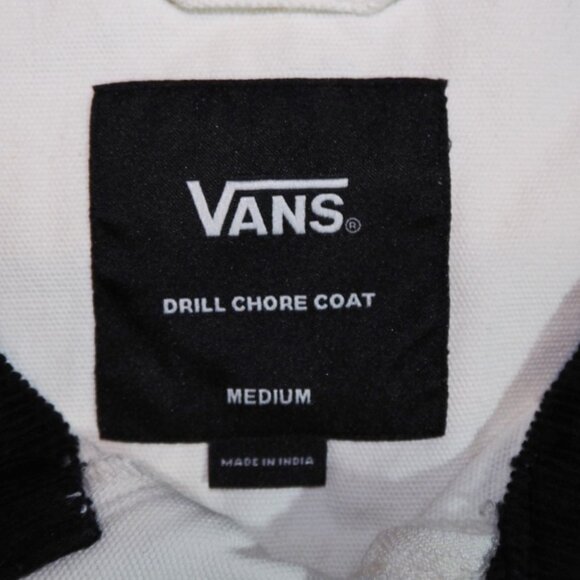 VANS®
DRILL CHORE COAT
MEDIUM
MADE IN INDIA